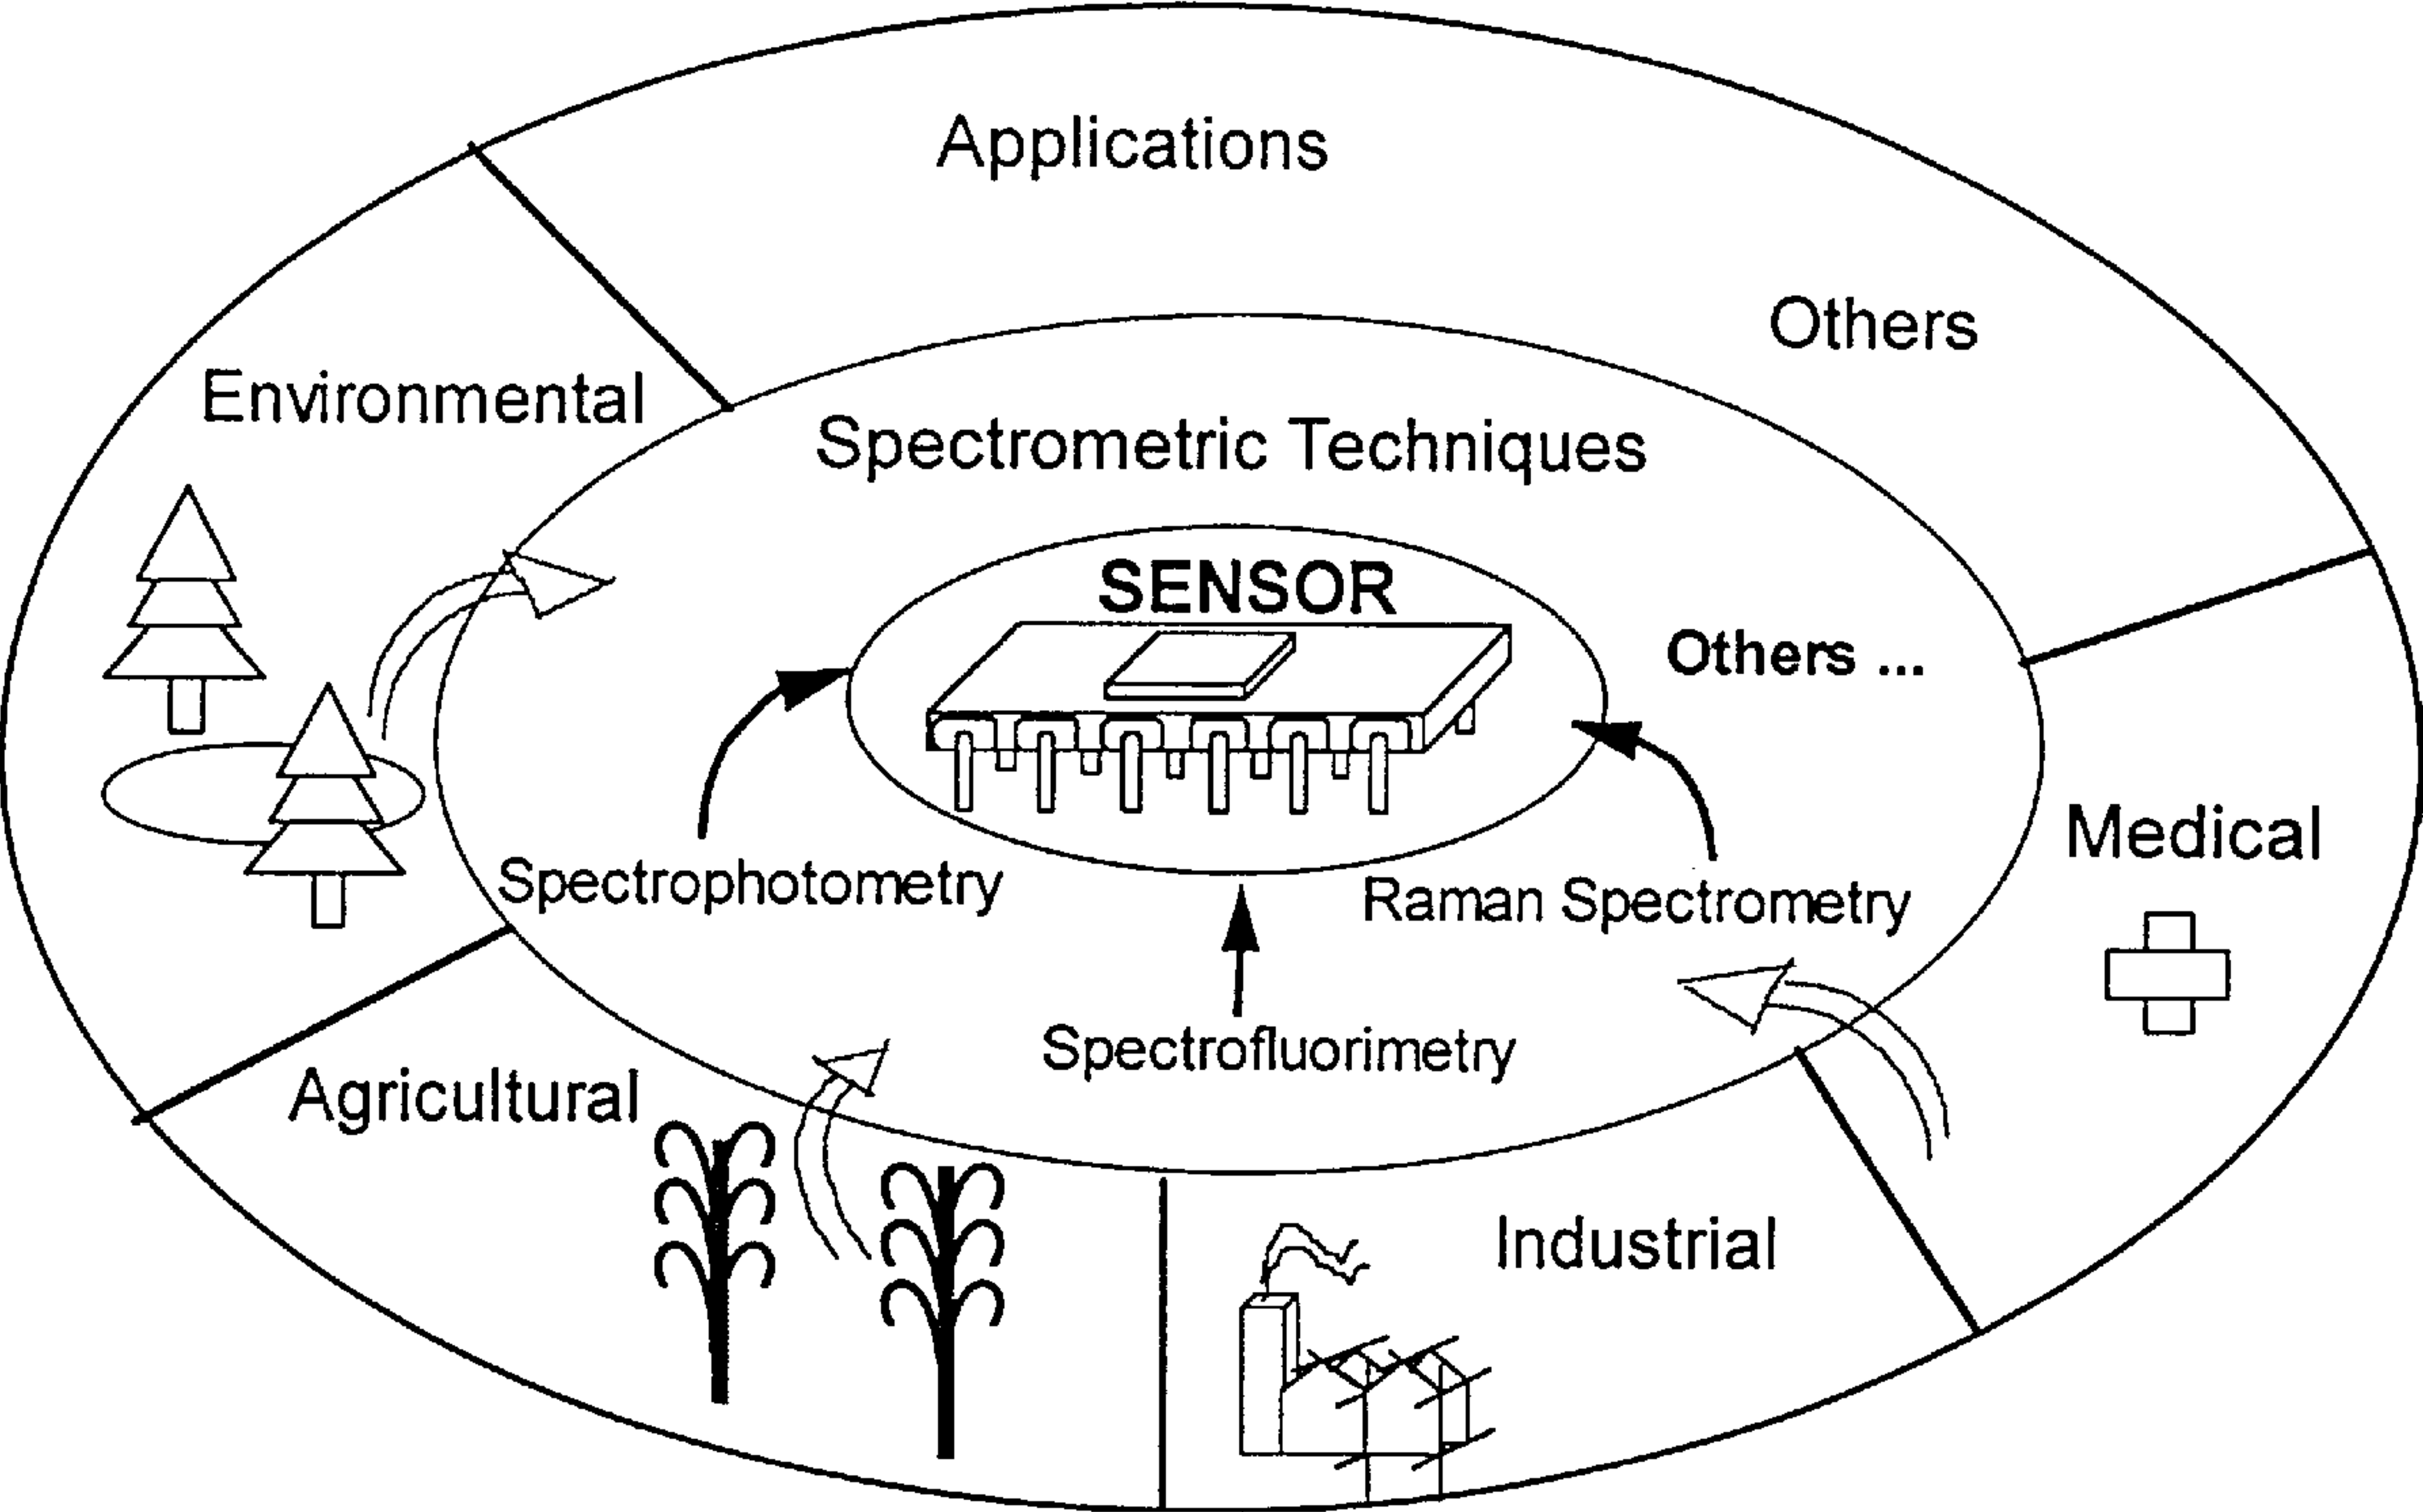 Applications
Others
Environmental
Spectrometric Techniques
SENSOR
Others ...
Medical
Spectrophotometry
Raman Spectrometry
Spectrofluorimetry
Agricultural
Industrial